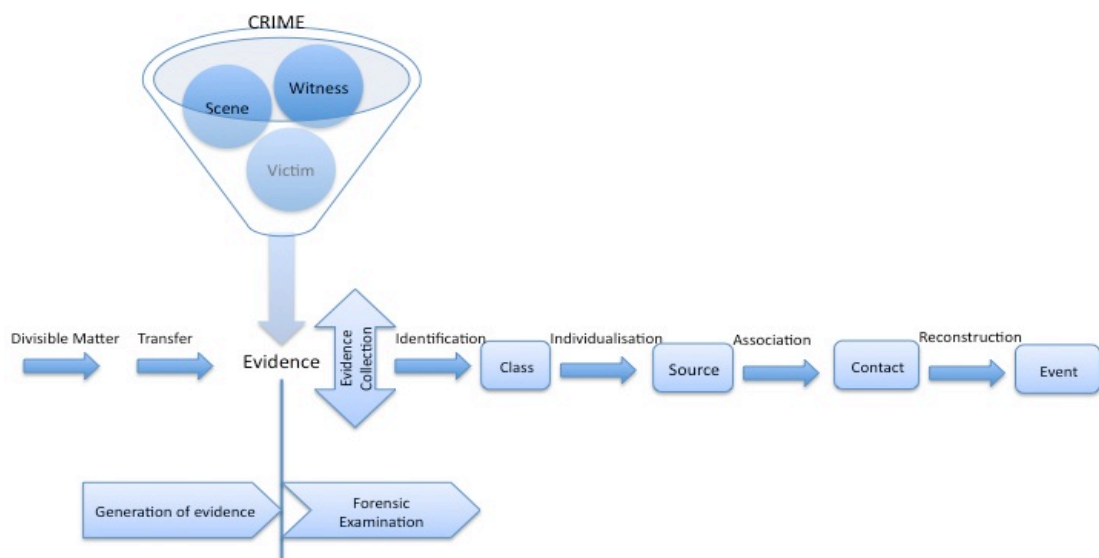 CRIME
Witness
Scene
Victim
Divisible Matter
Transfer
Evidence
Evidence
Collection
Identification
Class
Individualisation
Source
Association
Contact
Reconstruction
Event
Generation of evidence
Forensic
Examination